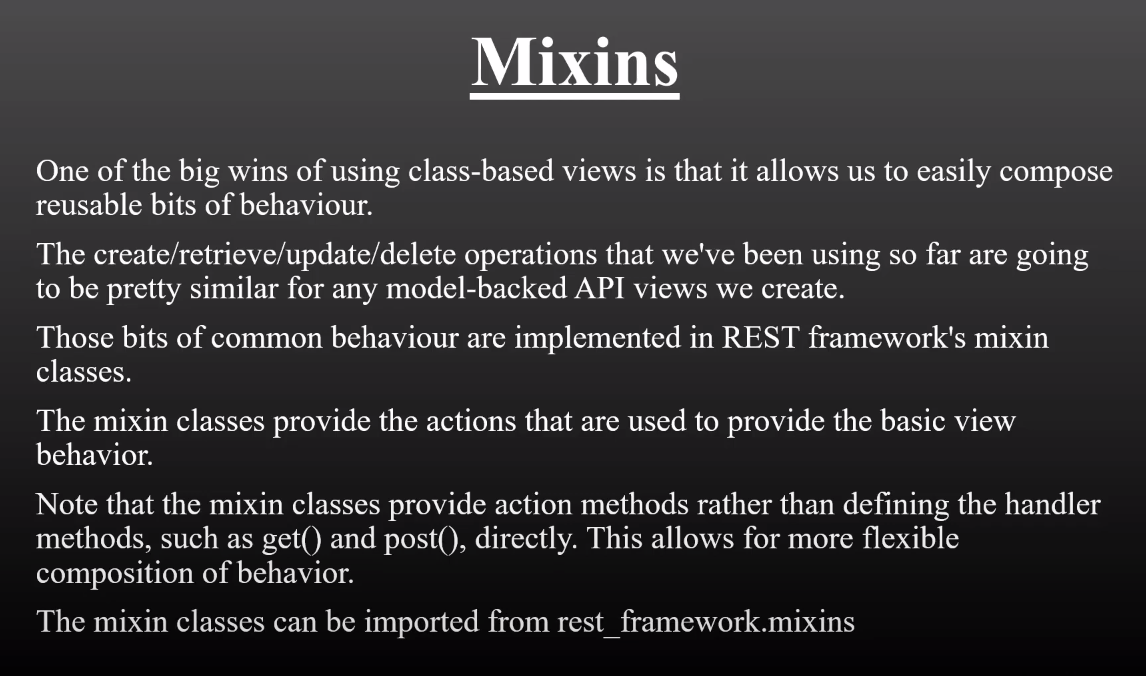 Mixins
One of the big wins of using class-based views is that it allows us to easily compose
reusable bits of behaviour.
The create/retrieve/update/delete operations that we've been using so far are going
to be pretty similar for any model-backed API views we create.
Those bits of common behaviour are implemented in REST framework's mixin
classes.
The mixin classes provide the actions that are used to provide the basic view
behavior.
Note that the mixin classes provide action methods rather than defining the handler
methods, such as get() and post(), directly. This allows for more flexible
composition of behavior.
The mixin classes can be imported from rest_framework.mixins